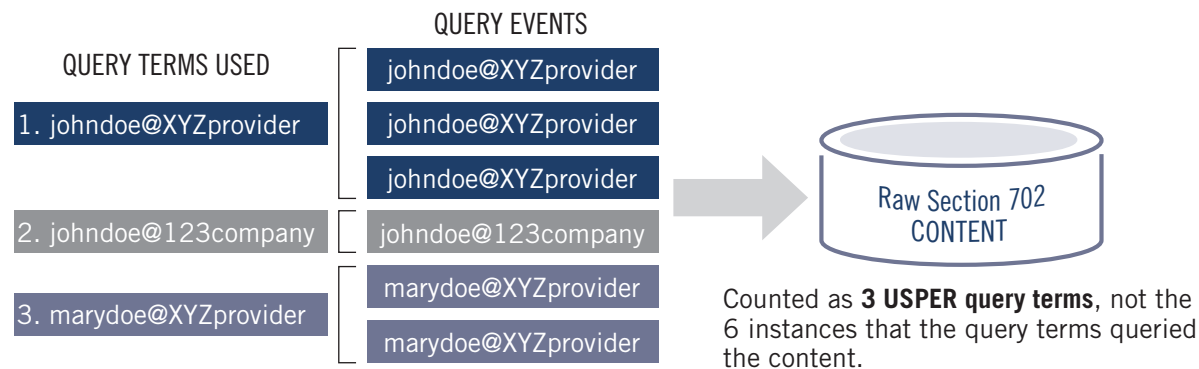 QUERY EVENTS
QUERY TERMS USED
1. johndoe@XYZprovider
johndoe@XYZprovider
johndoe@XYZprovider
johndoe@XYZprovider
2. johndoe@123company
johndoe@123company
3. marydoe@XYZprovider
marydoe@XYZprovider
marydoe@XYZprovider
Raw Section 702
CONTENT
Counted as 3 USPER query terms, not the
6 instances that the query terms queried
the content.